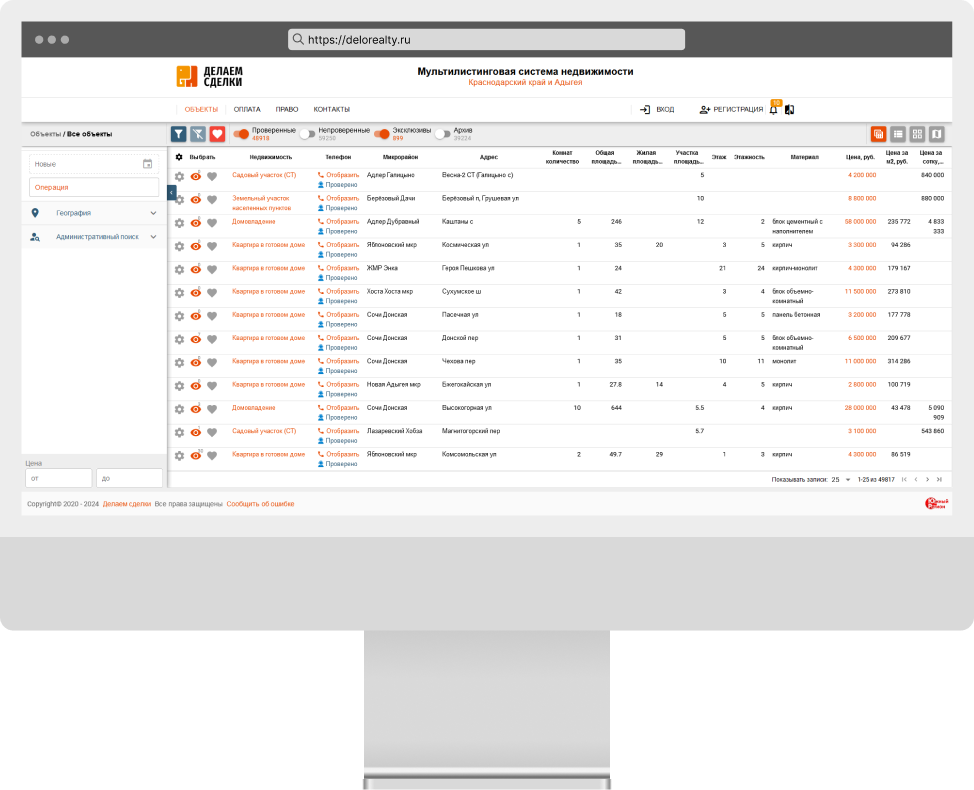 https://delorealty.ru
ДЕЛАЕМ
СДЕЛКИ
Мультилистинговая система недвижимости
Краснодарский край и Адыгея
ОБЪЕКТЫ ОПЛАТА ПРАВО КОНТАКТЫ ВХОД РЕГИСТРАЦИЯ
Объекты / Все объекты
Проверенные Непроверенные Эксклюзивы Архив
49918 59250 899 39224
Новые
Операция
География
Административный поиск
Цена
от до
Выбрать Недвижимость Телефон Микрорайон Адрес Комнат количество Общая площадь... Жилая площадь... Участка площадь... Этаж Этажность Материал Цена, руб. Цена за м2, руб. Цена за сотку,...
Садовый участок (СТ) Отобразить Адлер Галицыно Весна-2 СТ (Галицыно с) 5 4 200 000 840 000
Проверено
Земельный участок Отобразить Берёзовый Дачи Берёзовый п, Грушевая ул 10 8 800 000 880 000
населенных пунктов Проверено
Домовладение Отобразить Адлер Дубравный Каштаны с 5 246 12 2 блок цементный с 58 000 000 235 772 4 833
Проверено наполнителем 333
Квартира в готовом доме Отобразить Яблоновский мкр Космическая ул 1 35 20 3 5 кирпич 3 300 000 94 286
Проверено
Квартира в готовом доме Отобразить ЖМР Энка Героя Пешкова ул 1 24 21 24 кирпич-монолит 4 300 000 179 167
Проверено
Квартира в готовом доме Отобразить Хоста Хоста мкр Сухумское ш 1 42 3 4 блок объемно- 11 500 000 273 810
Проверено комнатный
Квартира в готовом доме Отобразить Сочи Донская Пасечная ул 1 18 5 5 панель бетонная 3 200 000 177 778
Проверено
Квартира в готовом доме Отобразить Сочи Донская Донской пер 1 31 5 5 блок объемно- 6 500 000 209 677
Проверено комнатный
Квартира в готовом доме Отобразить Сочи Донская Чехова пер 1 35 10 11 монолит 11 000 000 314 286
Проверено
Квартира в готовом доме Отобразить Новая Адыгея мкр Бжегокайская ул 1 27.8 14 4 5 кирпич 2 800 000 100 719
Проверено
Домовладение Отобразить Сочи Донская Высокогорная ул 10 644 5.5 4 кирпич 28 000 000 43 478 5 090
Проверено 909
Садовый участок (СТ) Отобразить Лазаревский Хобза Магнитогорский пер 5.7 3 100 000 543 860
Проверено
Квартира в готовом доме Отобразить Яблоновский мкр Комсомольская ул 2 49.7 29 1 3 кирпич 4 300 000 86 519
Проверено
Показывать записи: 25 1-25 из 49817
Copyright© 2020 - 2024 Делаем сделки Все права защищены Сообщить об ошибке